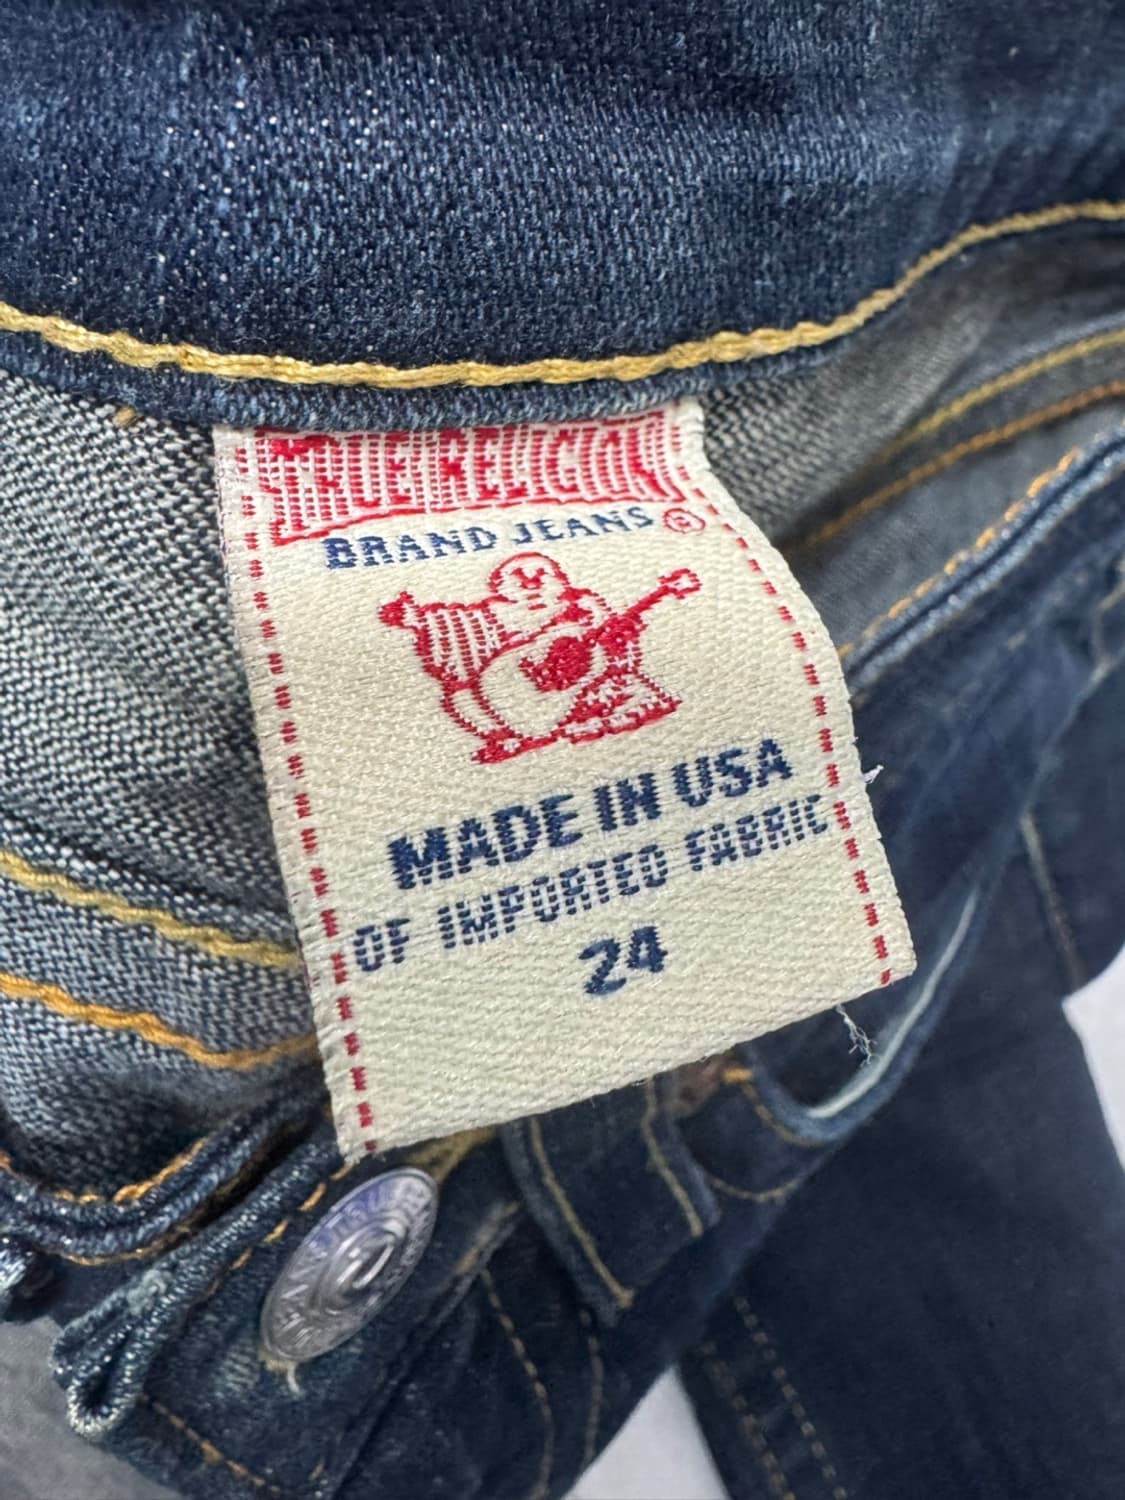 TRUE RELIGION
BRAND JEANS ®
MADE IN USA
OF IMPORTED FABRIC
24